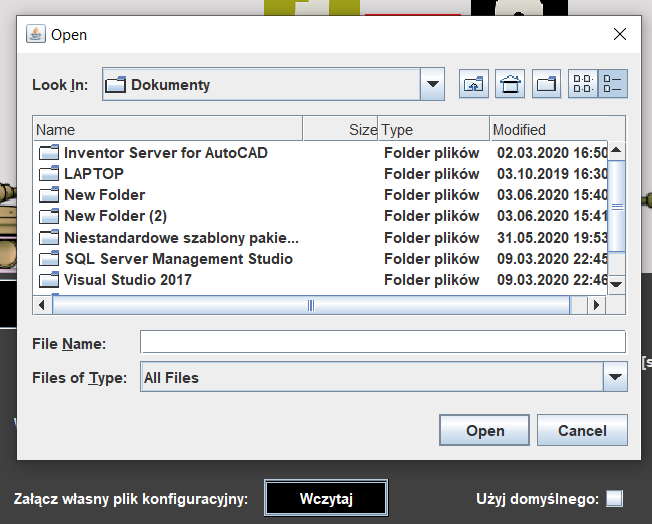 Open
Look In: Dokumenty
Name Size Type Modified
Inventor Server for AutoCAD Folder plików 02.03.2020 16:50
LAPTOP Folder plików 03.10.2019 16:30
New Folder Folder plików 03.06.2020 15:40
New Folder (2) Folder plików 03.06.2020 15:41
Niestandardowe szablony pakie... Folder plików 31.05.2020 19:53
SQL Server Management Studio Folder plików 09.03.2020 22:45
Visual Studio 2017 Folder plików 09.03.2020 22:46
File Name:
Files of Type: All Files
Open Cancel
Załącz własny plik konfiguracyjny: Wczytaj Użyj domyślnego: